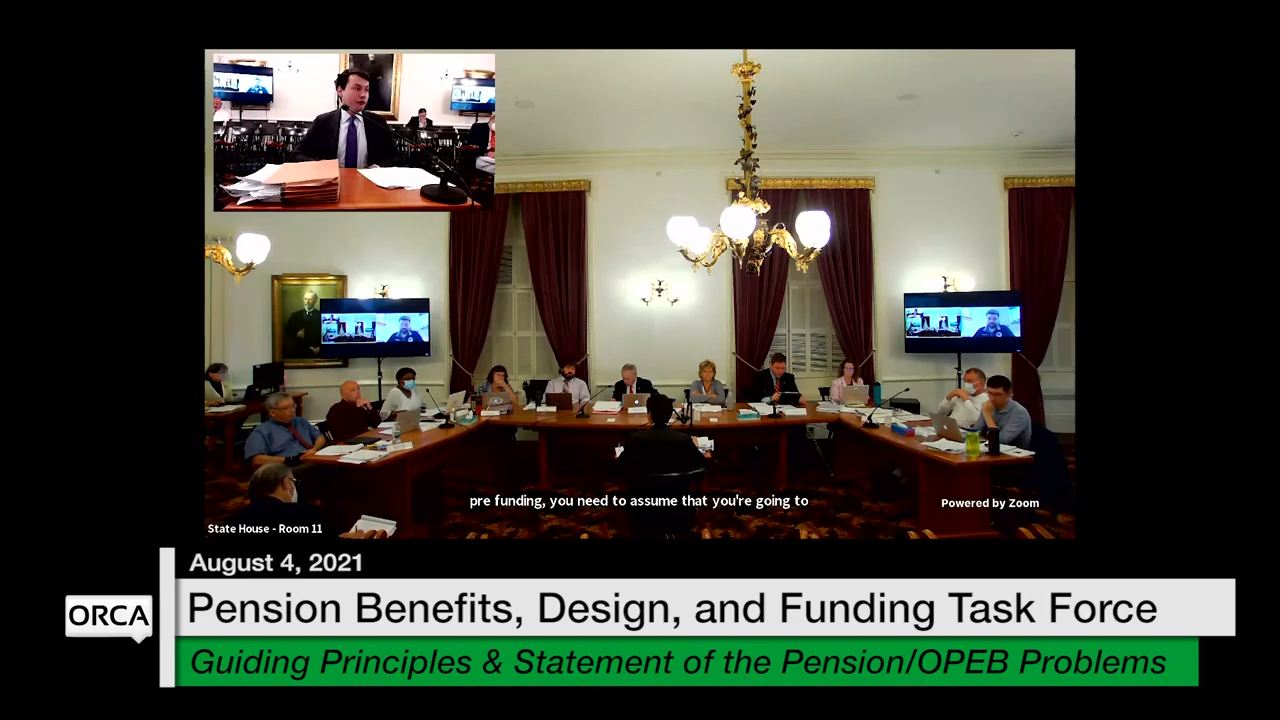 pre funding, you need to assume that you're going to
Powered by Zoom
State House - Room 11
August 4, 2021
ORCA
Pension Benefits, Design, and Funding Task Force
Guiding Principles & Statement of the Pension/OPEB Problems